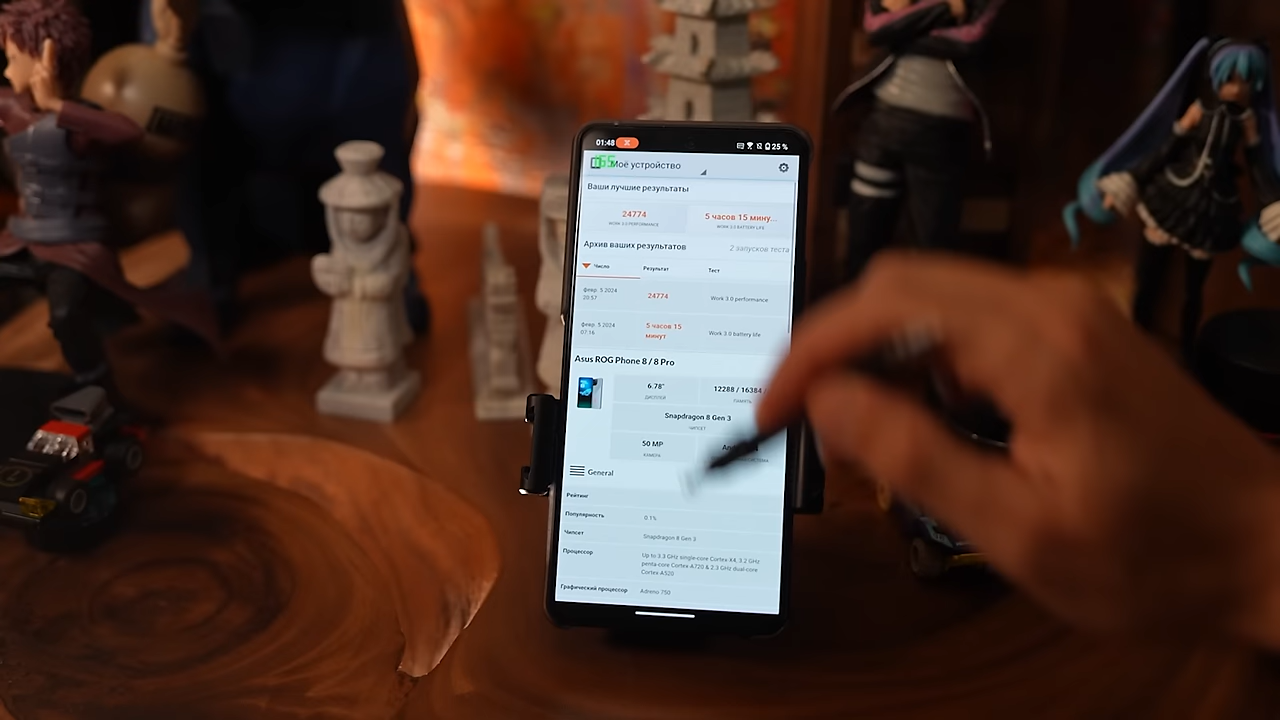 01:48
25 %
65
Моё устройство
Ваши лучшие результаты
24774
5 часов 15 мину...
WORK 3.0 PERFORMANCE
WORK 3.0 BATTERY LIFE
Архив ваших результатов
2 запусков теста
Число
Результат
Тест
февр. 5 2024
20:57
24774
Work 3.0 performance
февр. 5 2024
07:16
5 часов 15
минут
Work 3.0 battery life
Asus ROG Phone 8 / 8 Pro
6.78"
12288 / 16384
ДИСПЛЕЙ
ПАМЯТЬ
Snapdragon 8 Gen 3
ЧИПСЕТ
50 MP
КАМЕРА
General
Рейтинг
Популярность
0.1%
Чипсет
Snapdragon 8 Gen 3
Процессор
Up to 3.3 GHz single-core Cortex-X4, 3.2 GHz
penta-core Cortex-A720 & 2.3 GHz dual-core
Cortex-A520
Графический процессор
Adreno 750